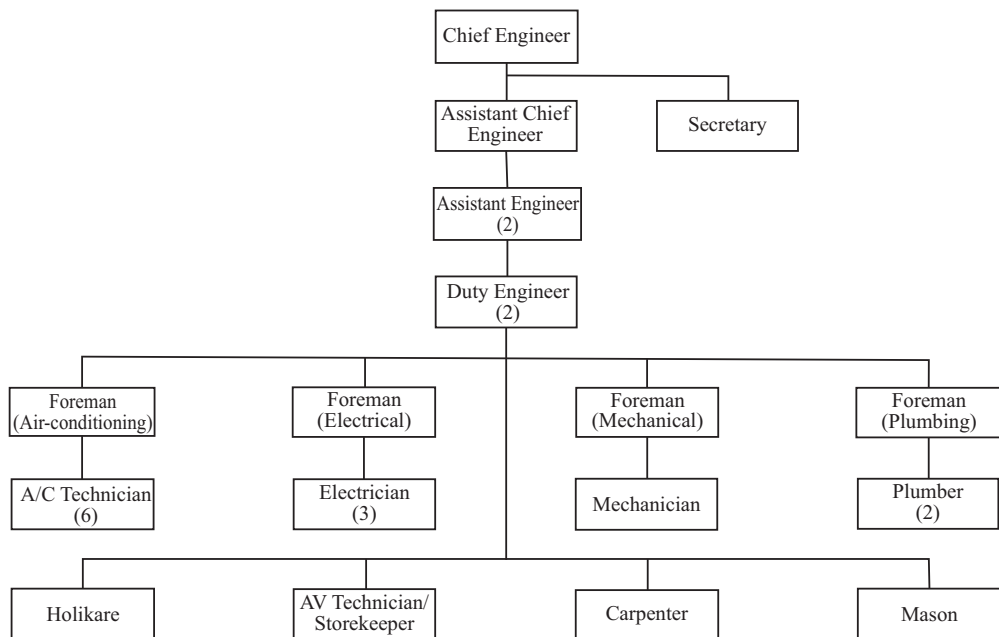 Chief Engineer
Assistant Chief
Engineer
Secretary
Assistant Engineer
(2)
Duty Engineer
(2)
Foreman
(Air-conditioning)
Foreman
(Electrical)
Foreman
(Mechanical)
Foreman
(Plumbing)
A/C Technician
(6)
Electrician
(3)
Mechanician
Plumber
(2)
Holikare
AV Technician/
Storekeeper
Carpenter
Mason